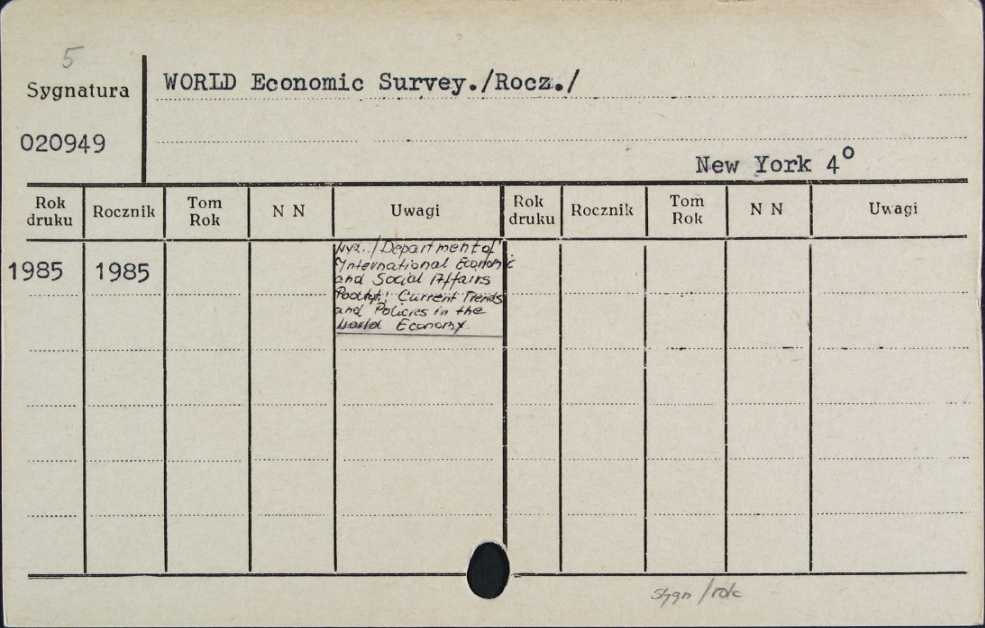 5
Sygnatura
WORLD Economic Survey./Rocz./
020949
New York 4º
Rok druku Rocznik Tom Rok N N Uwagi Rok druku Rocznik Tom Rok N N Uwagi
1985 1985
/Department of
International Economic
and Social Affairs
Podtyt: Current Trends
and Policies in the
World Economy.
Sygn/rok